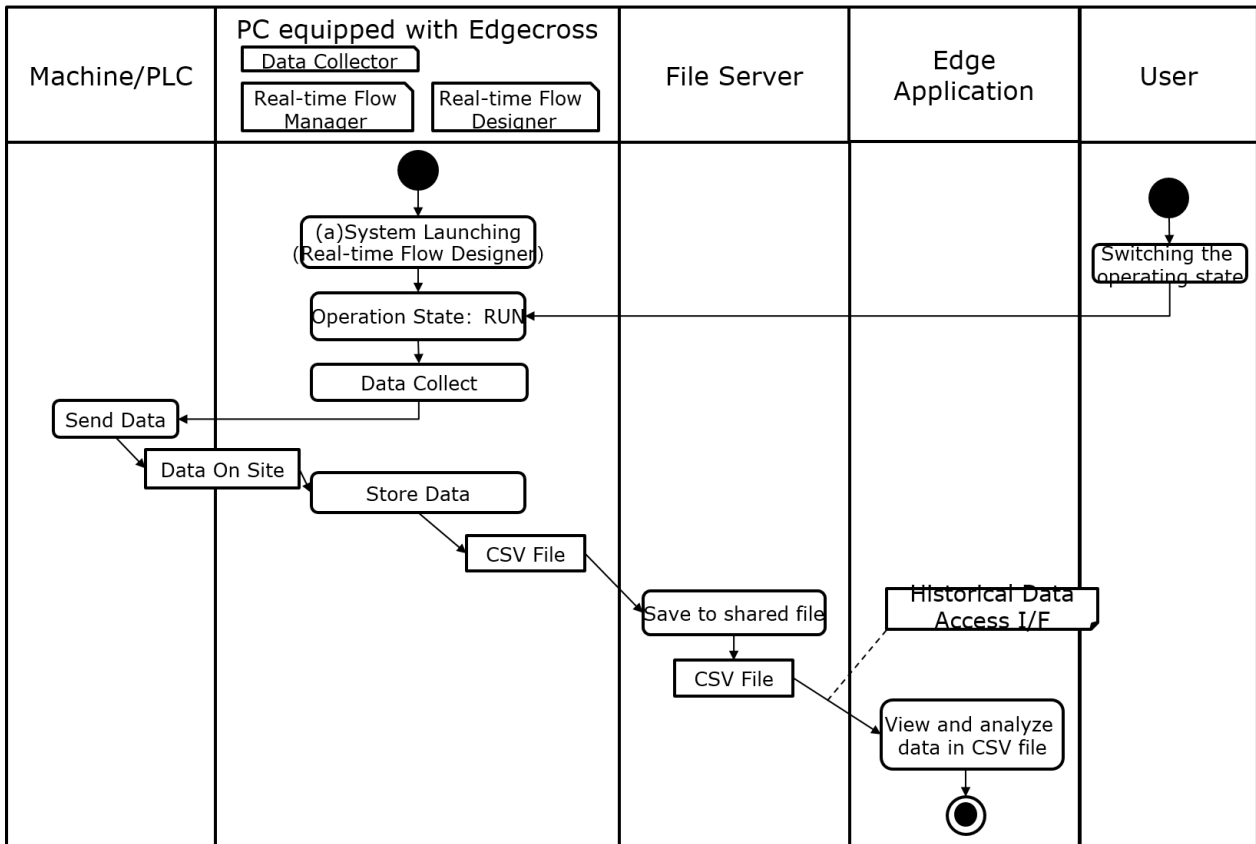 Machine/PLC
PC equipped with Edgecross
Data Collector
Real-time Flow
Manager
Real-time Flow
Designer
File Server
Edge
Application
User
(a)System Launching
(Real-time Flow Designer)
Switching the
operating state
Operation State: RUN
Data Collect
Send Data
Data On Site
Store Data
CSV File
Save to shared file
Historical Data
Access I/F
CSV File
View and analyze
data in CSV file